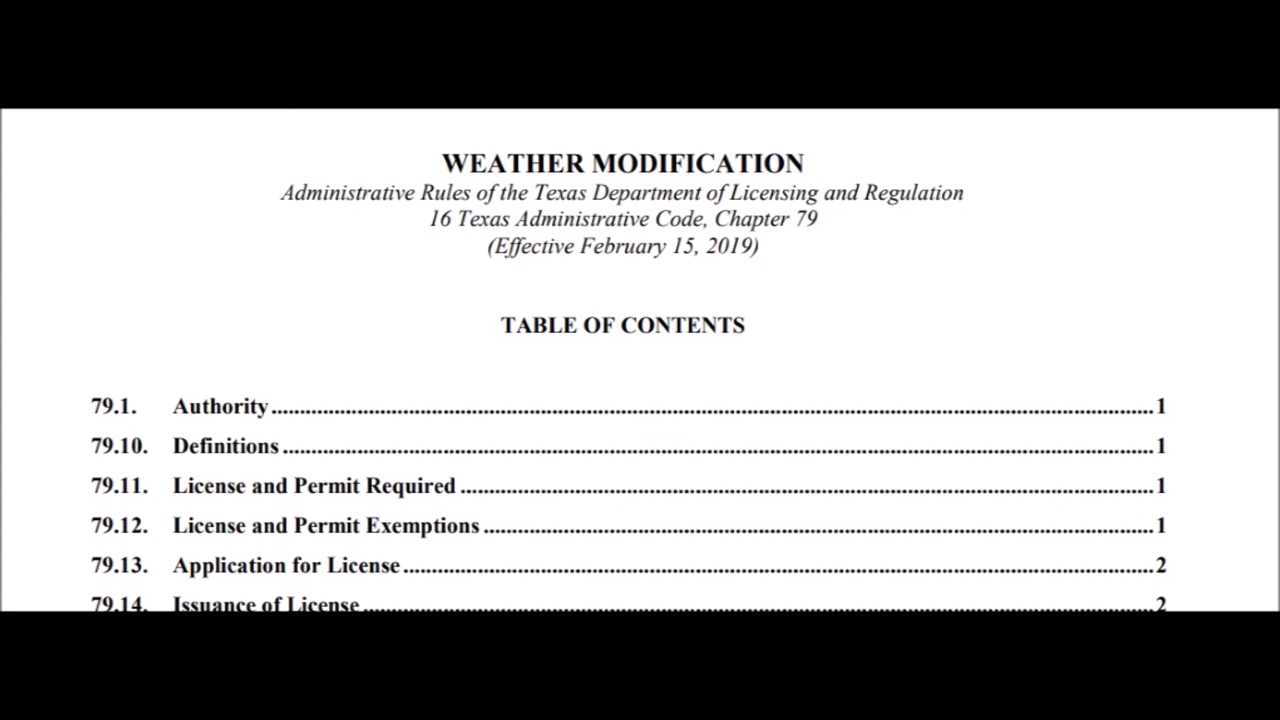 WEATHER MODIFICATION
Administrative Rules of the Texas Department of Licensing and Regulation
16 Texas Administrative Code, Chapter 79
(Effective February 15, 2019)
TABLE OF CONTENTS
79.1. Authority 1
79.10. Definitions 1
79.11. License and Permit Required 1
79.12. License and Permit Exemptions 1
79.13. Application for License 2
79.14. Issuance of License 2